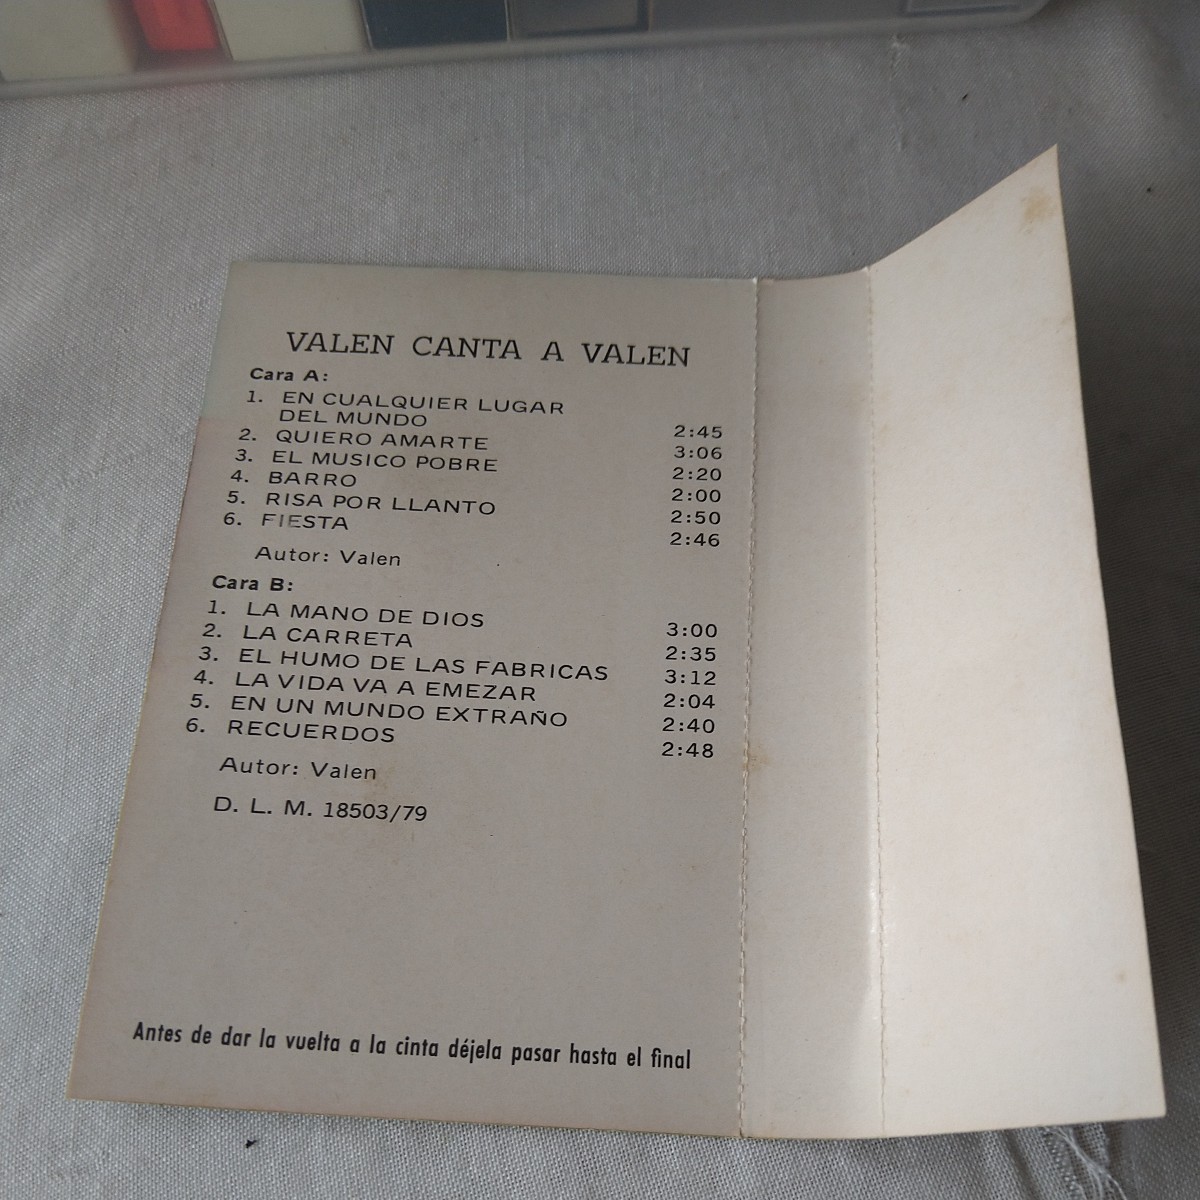 VALEN CANTA A VALEN
Cara A:
1. EN CUALQUIER LUGAR
DEL MUNDO 2:45
2. QUIERO AMARTE 3:06
3. EL MUSICO POBRE 2:20
4. BARRO 2:00
5. RISA POR LLANTO 2:50
6. FIESTA 2:46
Autor: Valen
Cara B:
1. LA MANO DE DIOS 3:00
2. LA CARRETA 2:35
3. EL HUMO DE LAS FABRICAS 3:12
4. LA VIDA VA A EMEZAR 2:04
5. EN UN MUNDO EXTRAÑO 2:40
6. RECUERDOS 2:48
Autor: Valen
D. L. M. 18503/79
Antes de dar la vuelta a la cinta déjela pasar hasta el final